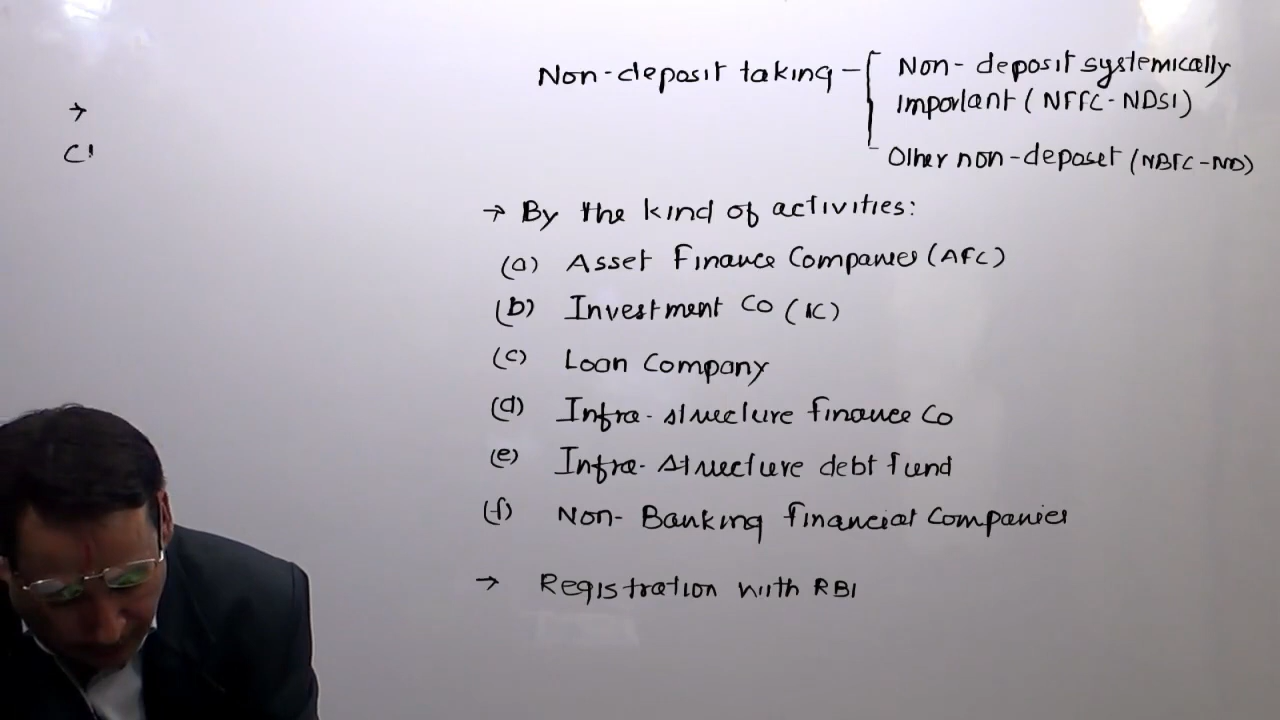 Non-deposit taking - Non-deposit systemically
Important (NFFC-NDSI)
Other non-deposet (NBFC-ND)
→
→ By the kind of activities:
(a) Asset Finance Companies (AFC)
(b) Investment Co (IC)
(c) Loan Company
(d) Infra-structure finance Co
(e) Infra-structure debt fund
(f) Non-Banking financial Companies
→ Registration with RBI